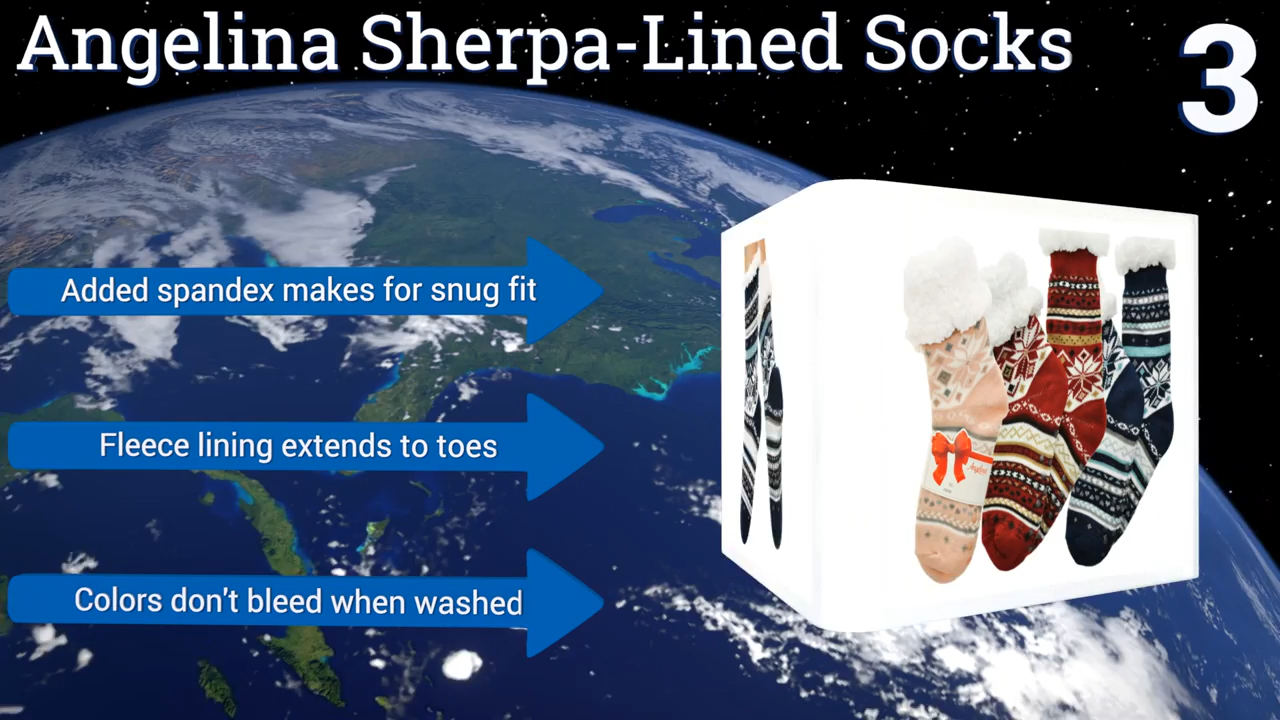 Angelina Sherpa-Lined Socks
3
Added spandex makes for snug fit
Fleece lining extends to toes
Colors don't bleed when washed